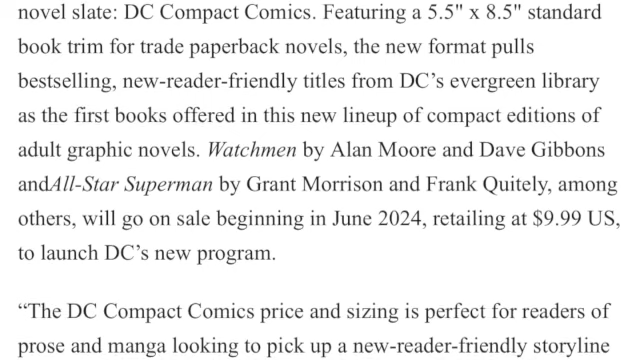 novel slate: DC Compact Comics. Featuring a 5.5" x 8.5" standard
book trim for trade paperback novels, the new format pulls
bestselling, new-reader-friendly titles from DC’s evergreen library
as the first books offered in this new lineup of compact editions of
adult graphic novels. Watchmen by Alan Moore and Dave Gibbons
andAll-Star Superman by Grant Morrison and Frank Quitely, among
others, will go on sale beginning in June 2024, retailing at $9.99 US,
to launch DC’s new program.
“The DC Compact Comics price and sizing is perfect for readers of
prose and manga looking to pick up a new-reader-friendly storyline